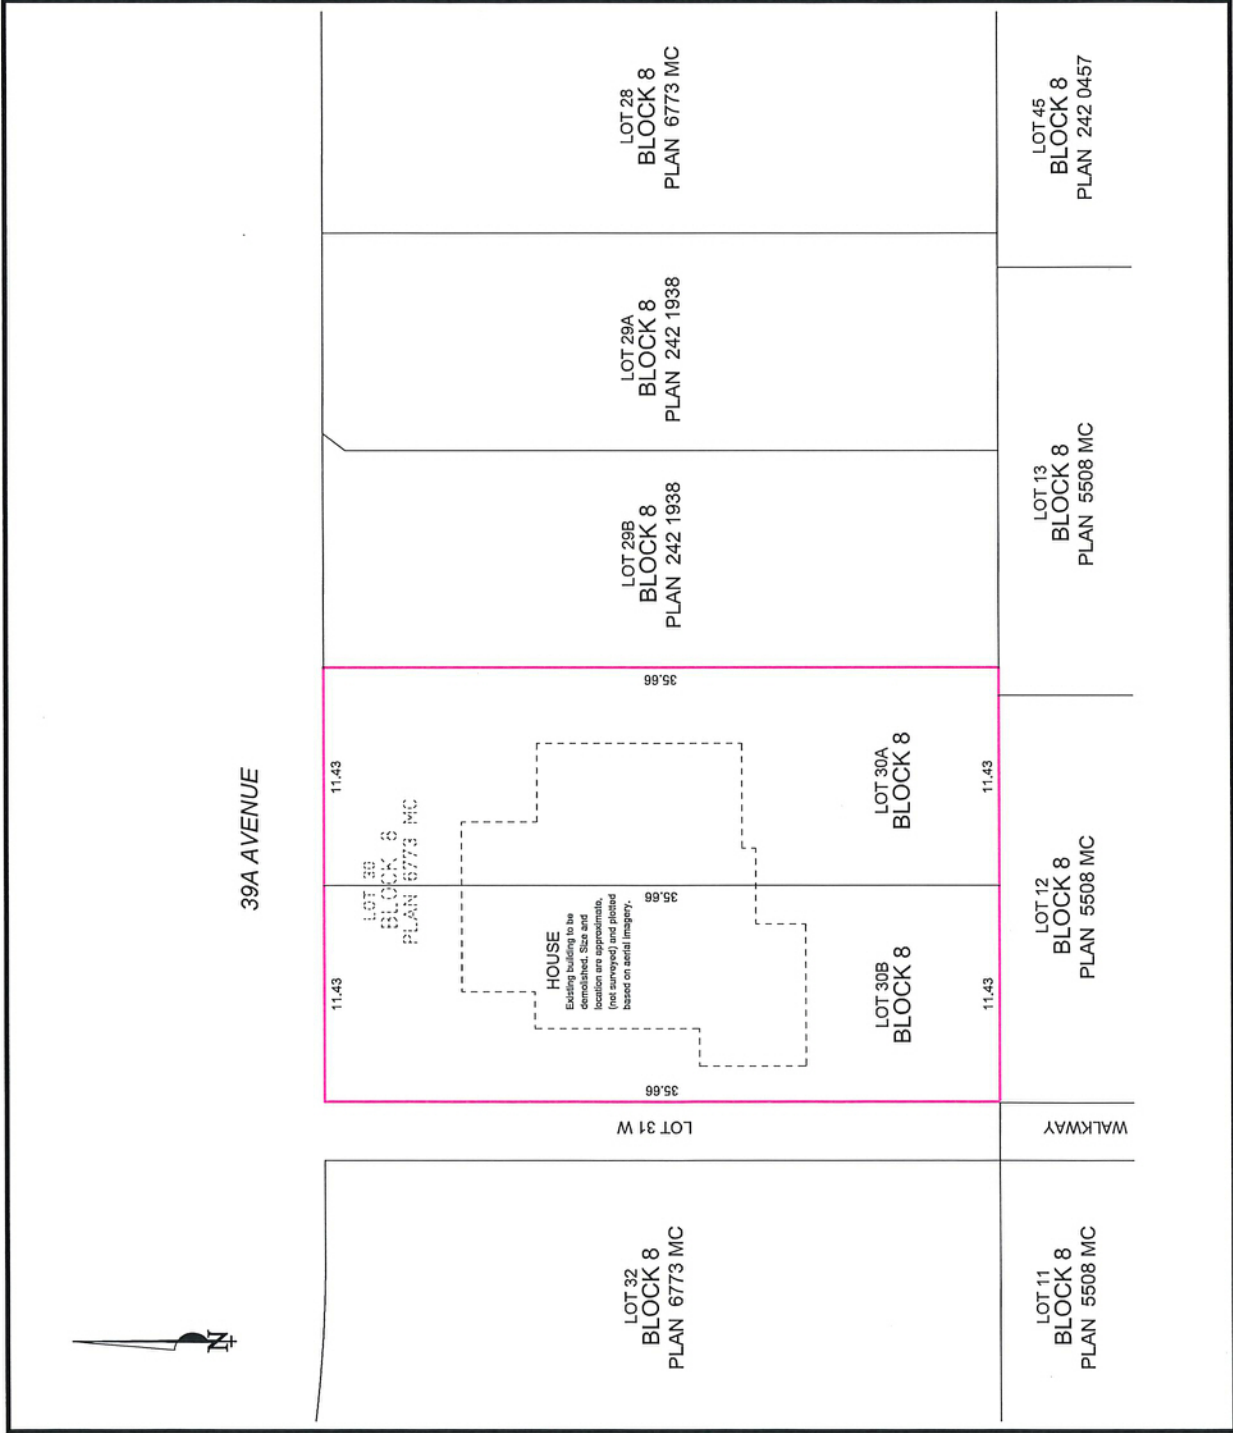 39A AVENUE
LOT 28
BLOCK 8
PLAN 6773 MC
LOT 29A
BLOCK 8
PLAN 242 1938
LOT 29B
BLOCK 8
PLAN 242 1938
LOT 30
BLOCK 8
PLAN 6773 MC
11.43
11.43
35.66
35.66
35.66
HOUSE
Existing building to be
demolished. Size and
location are approximate,
(not surveyed) and plotted
based on aerial imagery.
LOT 30A
BLOCK 8
LOT 30B
BLOCK 8
11.43
11.43
LOT 31 W
WALKWAY
LOT 32
BLOCK 8
PLAN 6773 MC
LOT 45
BLOCK 8
PLAN 242 0457
LOT 13
BLOCK 8
PLAN 5508 MC
LOT 12
BLOCK 8
PLAN 5508 MC
LOT 11
BLOCK 8
PLAN 5508 MC
N